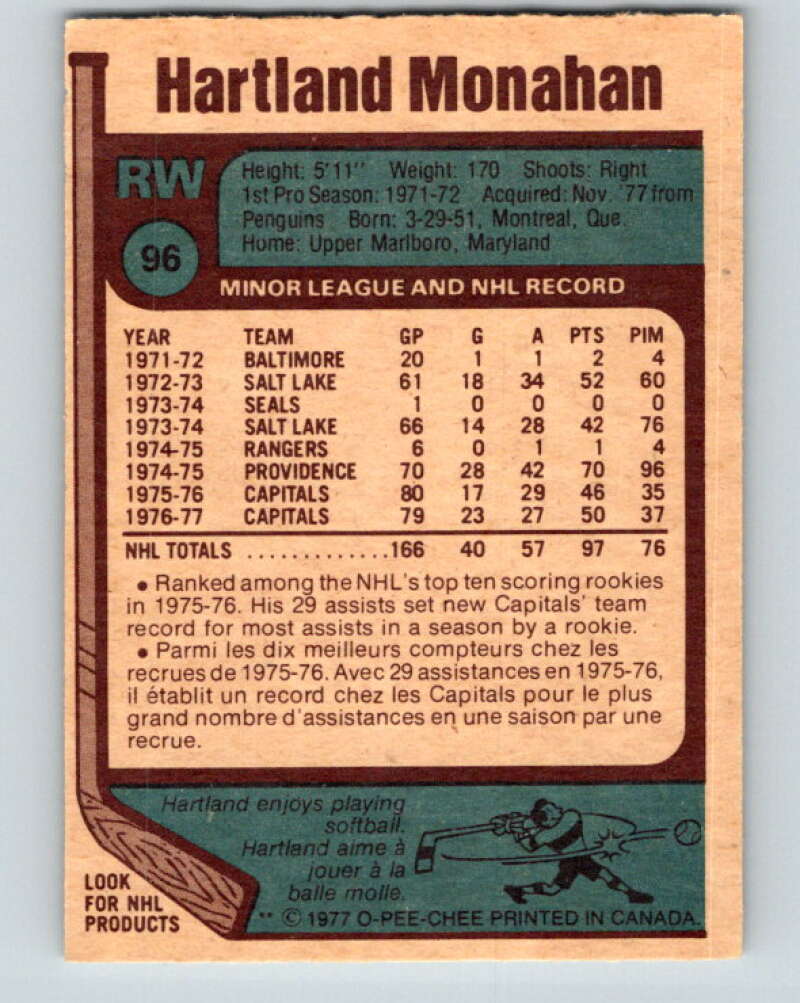 Hartland Monahan
RW
96
Height: 5'11" Weight: 170 Shoots: Right
1st Pro Season: 1971-72 Acquired: Nov. '77 from
Penguins Born: 3-29-51, Montreal, Que.
Home: Upper Marlboro, Maryland
MINOR LEAGUE AND NHL RECORD
YEAR TEAM GP G A PTS PIM
1971-72 BALTIMORE 20 1 1 2 4
1972-73 SALT LAKE 61 18 34 52 60
1973-74 SEALS 1 0 0 0 0
1973-74 SALT LAKE 66 14 28 42 76
1974-75 RANGERS 6 0 1 1 4
1974-75 PROVIDENCE 70 28 42 70 96
1975-76 CAPITALS 80 17 29 46 35
1976-77 CAPITALS 79 23 27 50 37
NHL TOTALS .............166 40 57 97 76
• Ranked among the NHL's top ten scoring rookies
in 1975-76. His 29 assists set new Capitals' team
record for most assists in a season by a rookie.
• Parmi les dix meilleurs compteurs chez les
recrues de 1975-76. Avec 29 assistances en 1975-76,
il établit un record chez les Capitals pour le plus
grand nombre d'assistances en une saison par une
recrue.
Hartland enjoys playing
softball.
Hartland aime à
jouer à la
balle molle.
LOOK
FOR NHL
PRODUCTS
** © 1977 O-PEE-CHEE PRINTED IN CANADA.